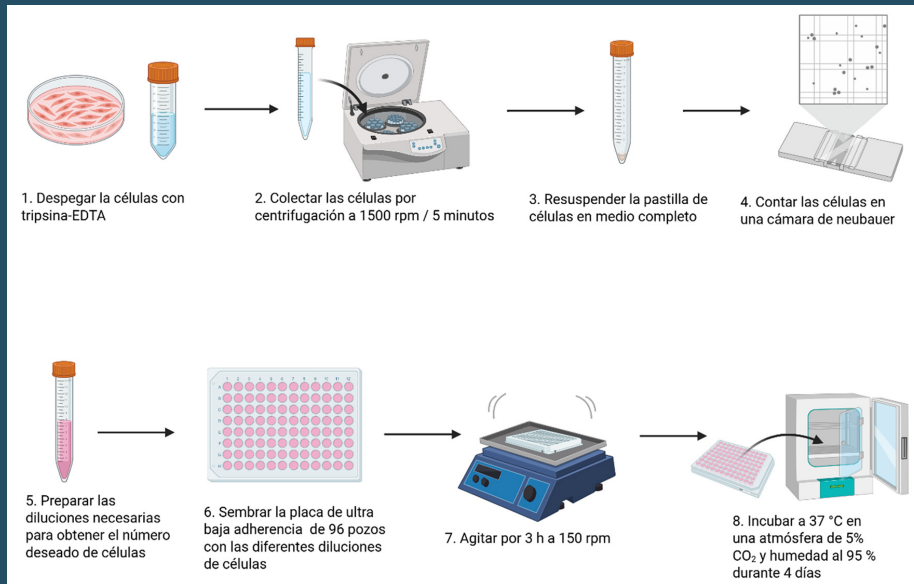 1. Despegar la células con
tripsina-EDTA
2. Colectar las células por
centrifugación a 1500 rpm / 5 minutos
3. Resuspender la pastilla de
células en medio completo
4. Contar las células en
una cámara de neubauer
5. Preparar las
diluciones necesarias
para obtener el número
deseado de células
6. Sembrar la placa de ultra
baja adherencia de 96 pozos
con las diferentes diluciones
de células
7. Agitar por 3 h a 150 rpm
8. Incubar a 37 °C en
una atmósfera de 5%
CO₂ y humedad al 95 %
durante 4 días